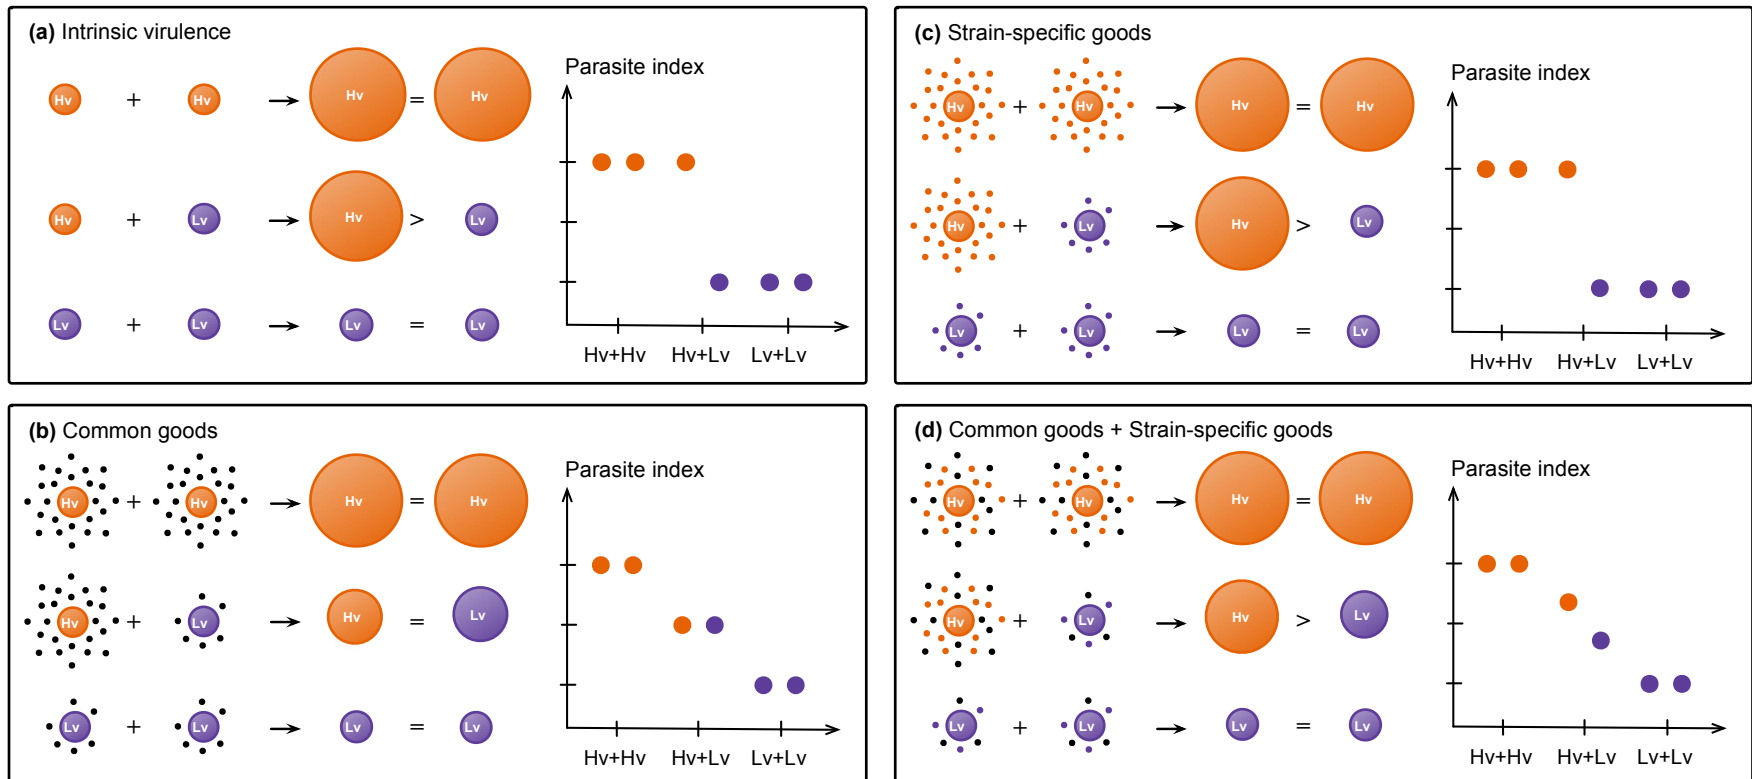 (a) Intrinsic virulence
Parasite index
Hv + Hv → Hv = Hv
Hv + Lv → Hv > Lv
Lv + Lv → Lv = Lv
Hv+Hv Hv+Lv Lv+Lv
(b) Common goods
Parasite index
Hv + Hv → Hv = Hv
Hv + Lv → Hv = Lv
Lv + Lv → Lv = Lv
Hv+Hv Hv+Lv Lv+Lv
(c) Strain-specific goods
Parasite index
Hv + Hv → Hv = Hv
Hv + Lv → Hv > Lv
Lv + Lv → Lv = Lv
Hv+Hv Hv+Lv Lv+Lv
(d) Common goods + Strain-specific goods
Parasite index
Hv + Hv → Hv = Hv
Hv + Lv → Hv > Lv
Lv + Lv → Lv = Lv
Hv+Hv Hv+Lv Lv+Lv